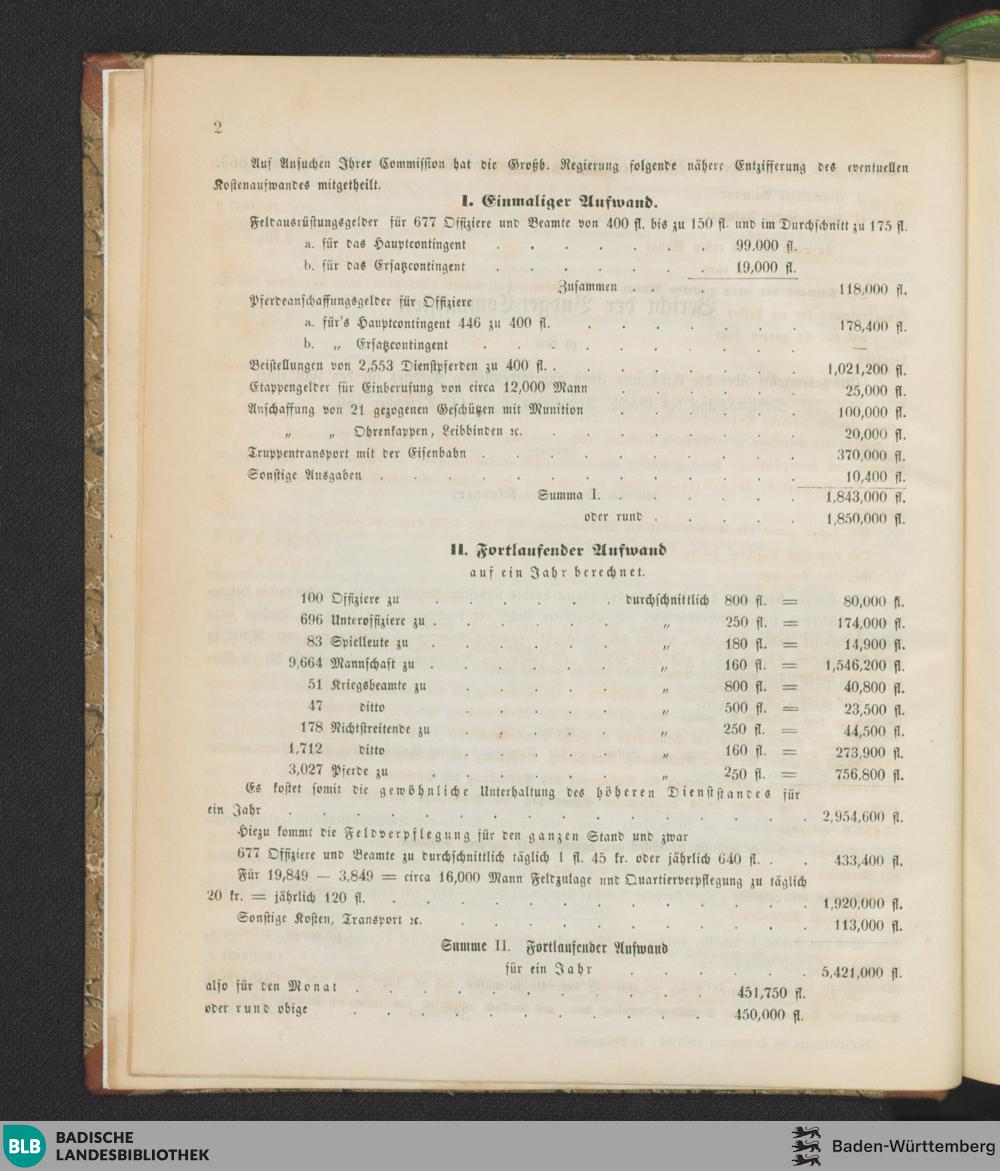 2
Auf Ansuchen Ihrer Commission hat die Großh. Regierung folgende nähere Entzifferung des eventuellen
Kostenaufwandes mitgetheilt.
I. Einmaliger Aufwand.
Feldausrüstungsgelder für 677 Offiziere und Beamte von 400 fl. bis zu 150 fl. und im Durchschnitt zu 175 fl.
a. für das Hauptcontingent . . . . . . . 99,000 fl.
b. für das Ersatzcontingent . . . . . . . 19,000 fl.
Zusammen . . . 118,000 fl.
Pferdeanschaffungsgelder für Offiziere
a. für's Hauptcontingent 446 zu 400 fl. . . . . . . . 178,400 fl.
b. „ Ersatzcontingent . . . . . . . . . . —
Beistellungen von 2,553 Dienstpferden zu 400 fl. . . . . . . . . 1,021,200 fl.
Etappengelder für Einberufung von circa 12,000 Mann . . . . . . 25,000 fl.
Anschaffung von 21 gezogenen Geschützen mit Munition . . . . . . 100,000 fl.
„ „ Ohrenkappen, Leibbinden ꝛc. . . . . . . . . 20,000 fl.
Truppentransport mit der Eisenbahn . . . . . . . . . . 370,000 fl.
Sonstige Ausgaben . . . . . . . . . . . . . 10,400 fl.
Summa I. . . . . . 1,843,000 fl.
oder rund . . . . . 1,850,000 fl.
II. Fortlaufender Aufwand
auf ein Jahr berechnet.
100 Offiziere zu . . . . . . durchschnittlich 800 fl. = 80,000 fl.
696 Unteroffiziere zu . . . . . . „ 250 fl. = 174,000 fl.
83 Spielleute zu . . . . . . „ 180 fl. = 14,900 fl.
9,664 Mannschaft zu . . . . . . „ 160 fl. = 1,546,200 fl.
51 Kriegsbeamte zu . . . . . „ 800 fl. = 40,800 fl.
47 ditto . . . . . „ 500 fl. = 23,500 fl.
178 Nichtstreitende zu . . . . . „ 250 fl. = 44,500 fl.
1,712 ditto . . . . . „ 160 fl. = 273,900 fl.
3,027 Pferde zu . . . . . . „ 250 fl. = 756,800 fl.
Es kostet somit die gewöhnliche Unterhaltung des höheren Dienststandes für
ein Jahr . . . . . . . . . . . . . . . . 2,954,600 fl.
Hiezu kommt die Feldverpflegung für den ganzen Stand und zwar
677 Offiziere und Beamte zu durchschnittlich täglich 1 fl. 45 kr. oder jährlich 640 fl. . . 433,400 fl.
Für 19,849 — 3,849 = circa 16,000 Mann Feldzulage und Quartierverpflegung zu täglich
20 kr. = jährlich 120 fl. . . . . . . . . . . . . . 1,920,000 fl.
Sonstige Kosten, Transport ꝛc. . . . . . . . . . . . 113,000 fl.
Summe II. Fortlaufender Aufwand
für ein Jahr . . . . . . 5,421,000 fl.
also für den Monat . . . . . . . . . . . 451,750 fl.
oder rund obige . . . . . . . . . . . 450,000 fl.
BLB BADISCHE
LANDESBIBLIOTHEK
Baden-Württemberg